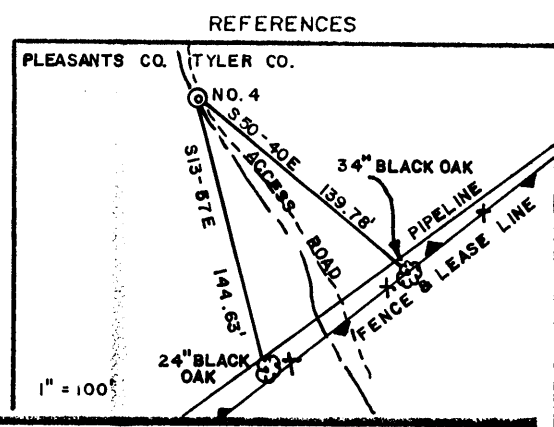 REFERENCES
PLEASANTS CO. TYLER CO.
NO. 4
S50-40E
139.78'
S13-57E
144.63'
ACCESS ROAD
34" BLACK OAK
PIPELINE
FENCE & LEASE LINE
24" BLACK
OAK
1" = 100'